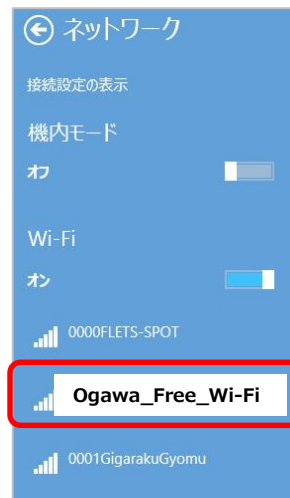 ネットワーク
接続設定の表示
機内モード
オフ
Wi-Fi
オン
0000FLETS-SPOT
Ogawa_Free_Wi-Fi
0001GigarakuGyomu